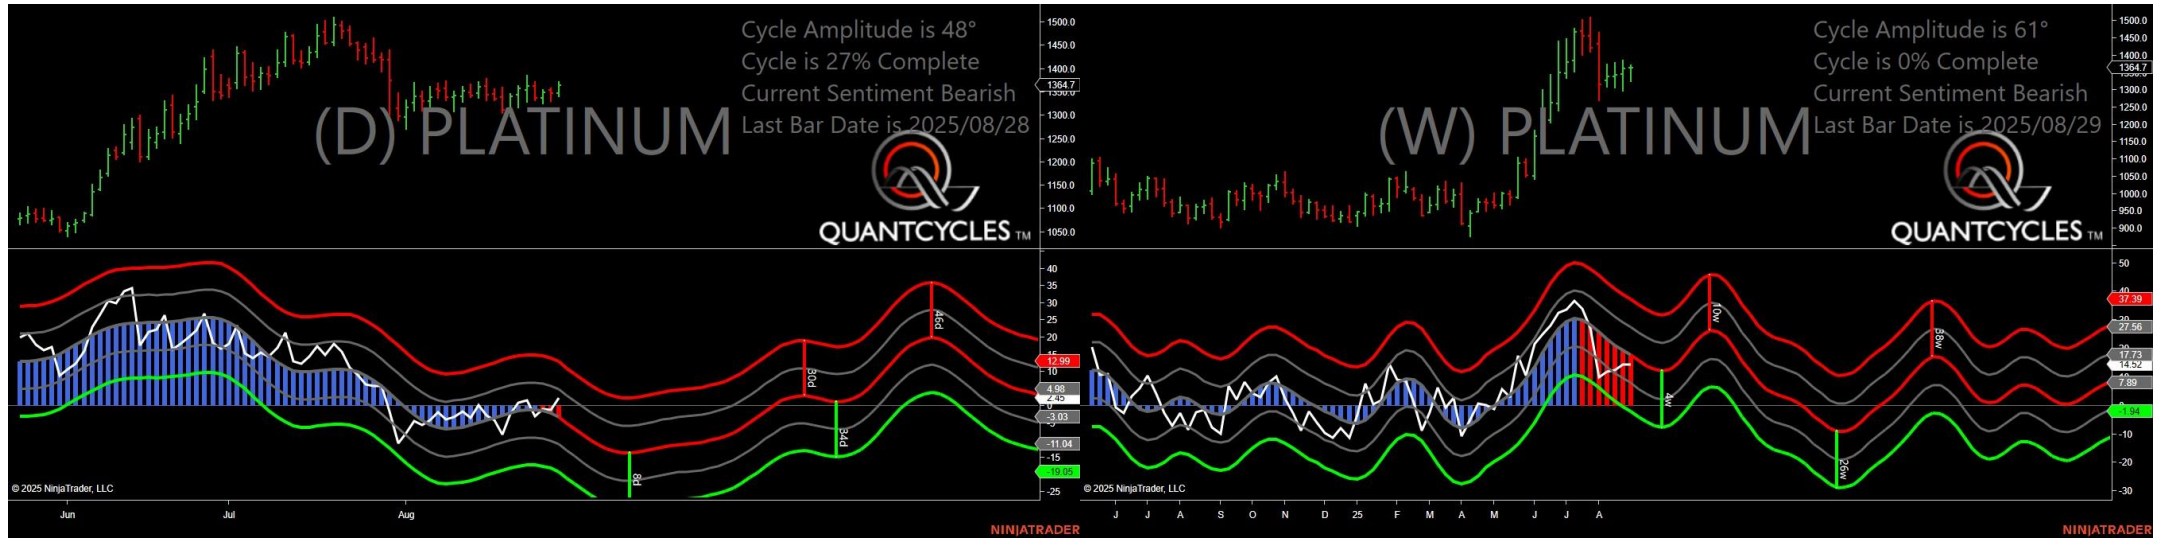 Cycle Amplitude is 48°
Cycle is 27% Complete
Current Sentiment Bearish
Last Bar Date is 2025/08/28
(D) PLATINUM
QUANTCYCLES TM
1500.0
1450.0
1400.0
1364.7
1350.0
1300.0
1250.0
1200.0
1150.0
1100.0
1050.0
40
35
30
25
20
15
12.99
10
4.98
2.45
0
-3.03
-11.04
-15
-19.05
-25
30d
46d
34d
8d
© 2025 NinjaTrader, LLC
Jun
Jul
Aug
NINJATRADER
Cycle Amplitude is 61°
Cycle is 0% Complete
Current Sentiment Bearish
Last Bar Date is 2025/08/29
(W) PLATINUM
QUANTCYCLES TM
1500.0
1450.0
1400.0
1364.7
1300.0
1250.0
1200.0
1150.0
1100.0
1050.0
1000.0
950.0
900.0
50
37.39
27.56
17.73
14.52
7.89
-1.94
-10
-20
-30
10w
38w
4w
26w
© 2025 NinjaTrader, LLC
J J A S O N D 25 F M A M J J A
NINJATRADER